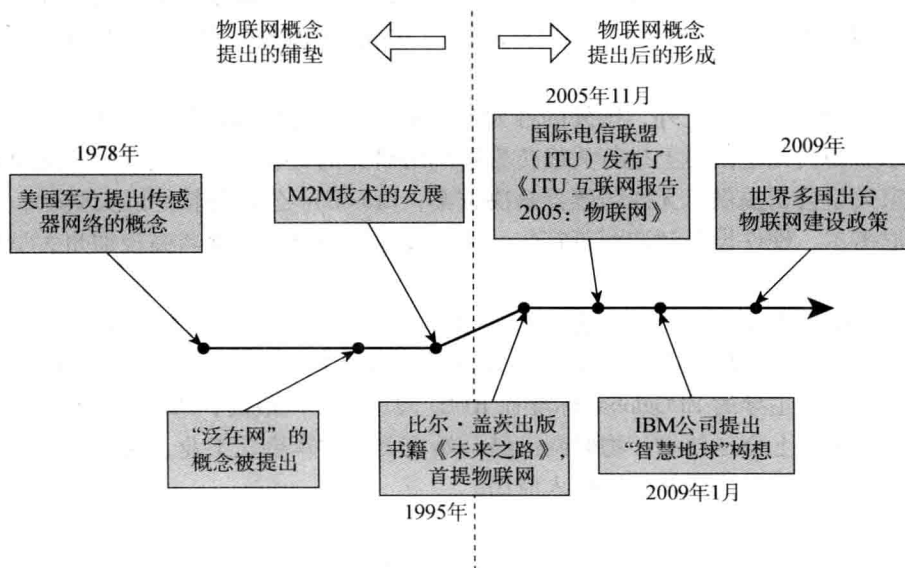 物联网概念
提出的铺垫
物联网概念
提出后的形成
1978年
美国军方提出传感
器网络的概念
M2M技术的发展
2005年11月
国际电信联盟
（ITU）发布了
《ITU 互联网报告
2005：物联网》
2009年
世界多国出台
物联网建设政策
“泛在网”的
概念被提出
比尔·盖茨出版
书籍《未来之路》，
首提物联网
1995年
IBM公司提出
“智慧地球”构想
2009年1月